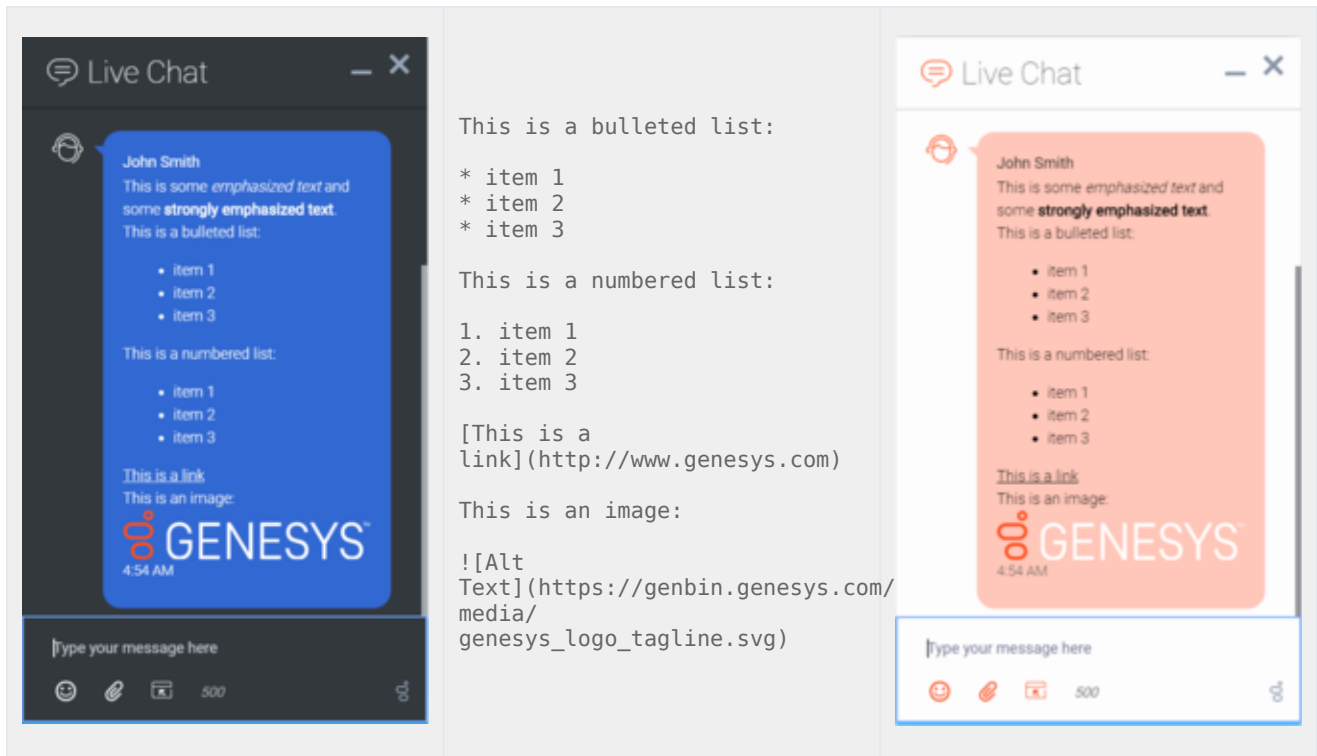 Live Chat
John Smith
This is some emphasized text and
some strongly emphasized text.
This is a bulleted list:
• item 1
• item 2
• item 3
This is a numbered list:
• item 1
• item 2
• item 3
This is a link
This is an image:
GENESYS™
4:54 AM
Type your message here
500
This is a bulleted list:
* item 1
* item 2
* item 3
This is a numbered list:
1. item 1
2. item 2
3. item 3
[This is a
link](http://www.genesys.com)
This is an image:
![Alt
Text](https://genbin.genesys.com/
media/
genesys_logo_tagline.svg)
Live Chat
John Smith
This is some emphasized text and
some strongly emphasized text.
This is a bulleted list:
• item 1
• item 2
• item 3
This is a numbered list:
• item 1
• item 2
• item 3
This is a link
This is an image:
GENESYS™
4:54 AM
Type your message here
500